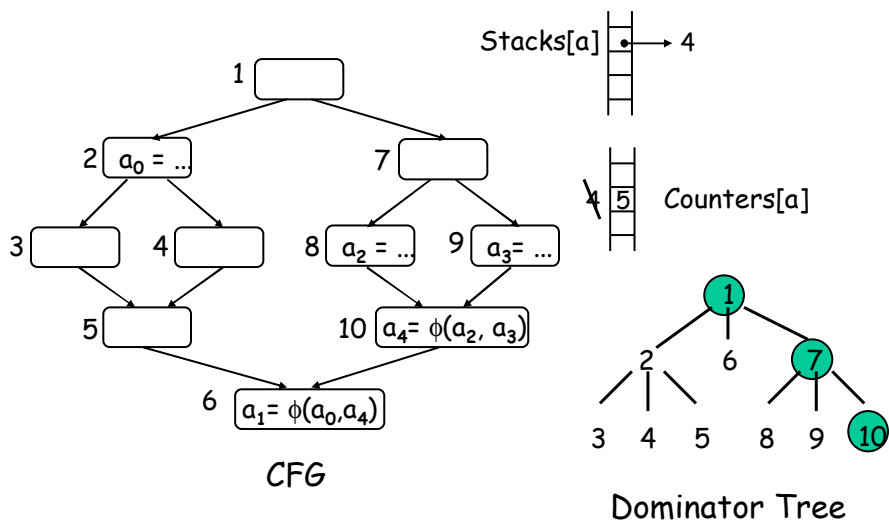 Stacks[a] 4
1
2 a₀ = ...
7
4 5 Counters[a]
3 4 8 a₂ = ... 9 a₃= ...
5 10 a₄= ϕ(a₂, a₃)
6 a₁= ϕ(a₀,a₄)
CFG
1
2 6 7
3 4 5 8 9 10
Dominator Tree